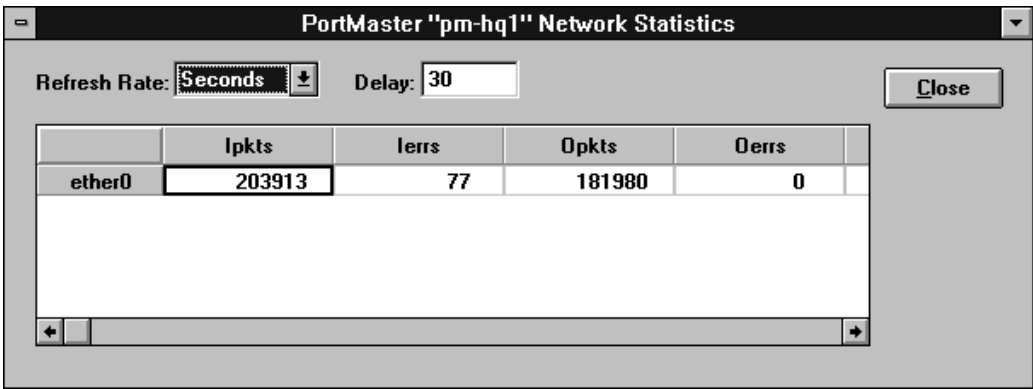 PortMaster "pm-hq1" Network Statistics
Refresh Rate: Seconds Delay: 30 Close
Ipkts Ierrs Opkts Oerrs
ether0 203913 77 181980 0